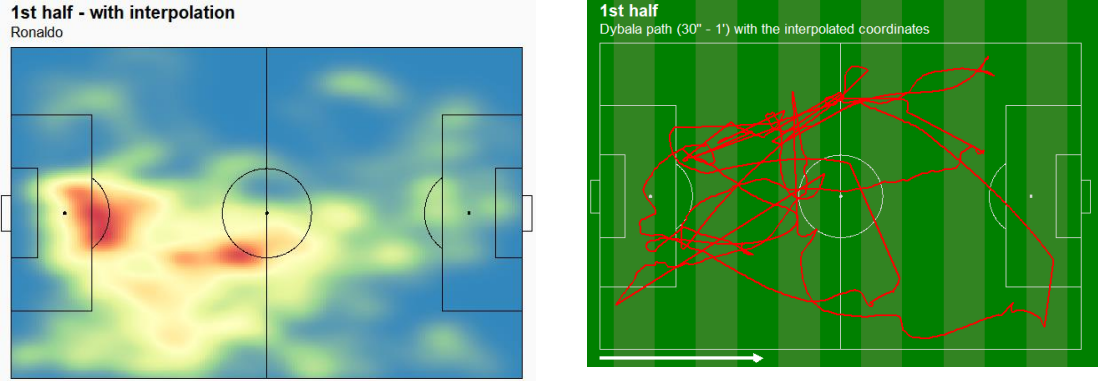 1st half - with interpolation
Ronaldo
1st half
Dybala path (30" - 1') with the interpolated coordinates